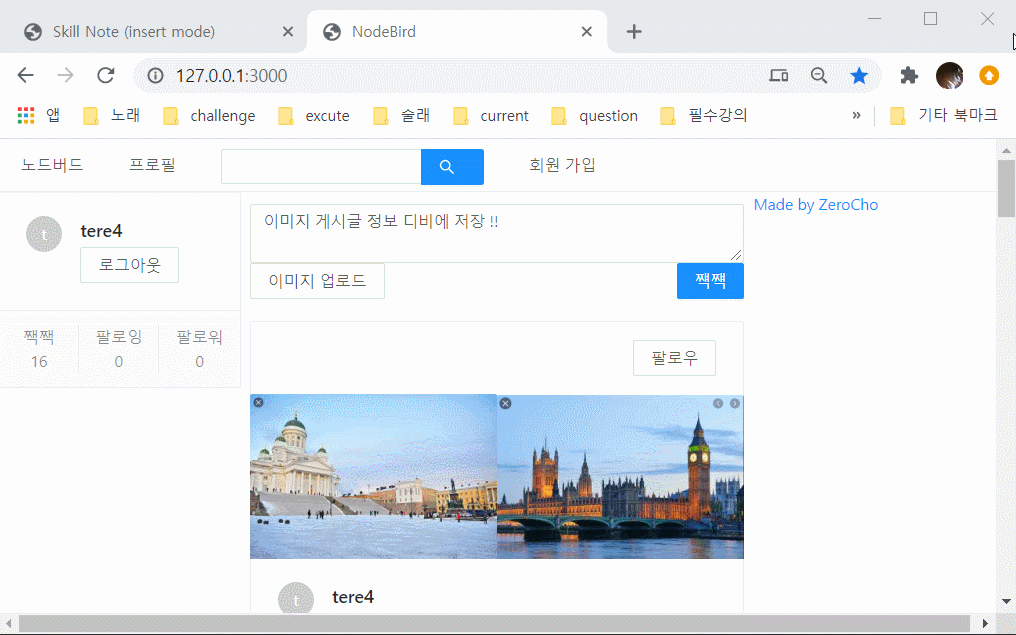 Skill Note (insert mode)
NodeBird
127.0.0.1:3000
앱
노래
challenge
excute
술래
current
question
필수강의
»
기타 북마크
노드버드
프로필
회원 가입
t
tere4
로그아웃
짹짹
팔로잉
팔로워
16
0
0
이미지 게시글 정보 디비에 저장 !!
이미지 업로드
짹짹
Made by ZeroCho
팔로우
t
tere4